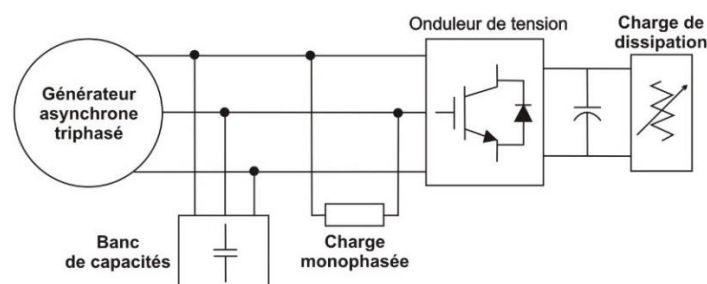 Onduleur de tension
Charge de
dissipation
Générateur
asynchrone
triphasé
Banc
de capacités
Charge
monophasée